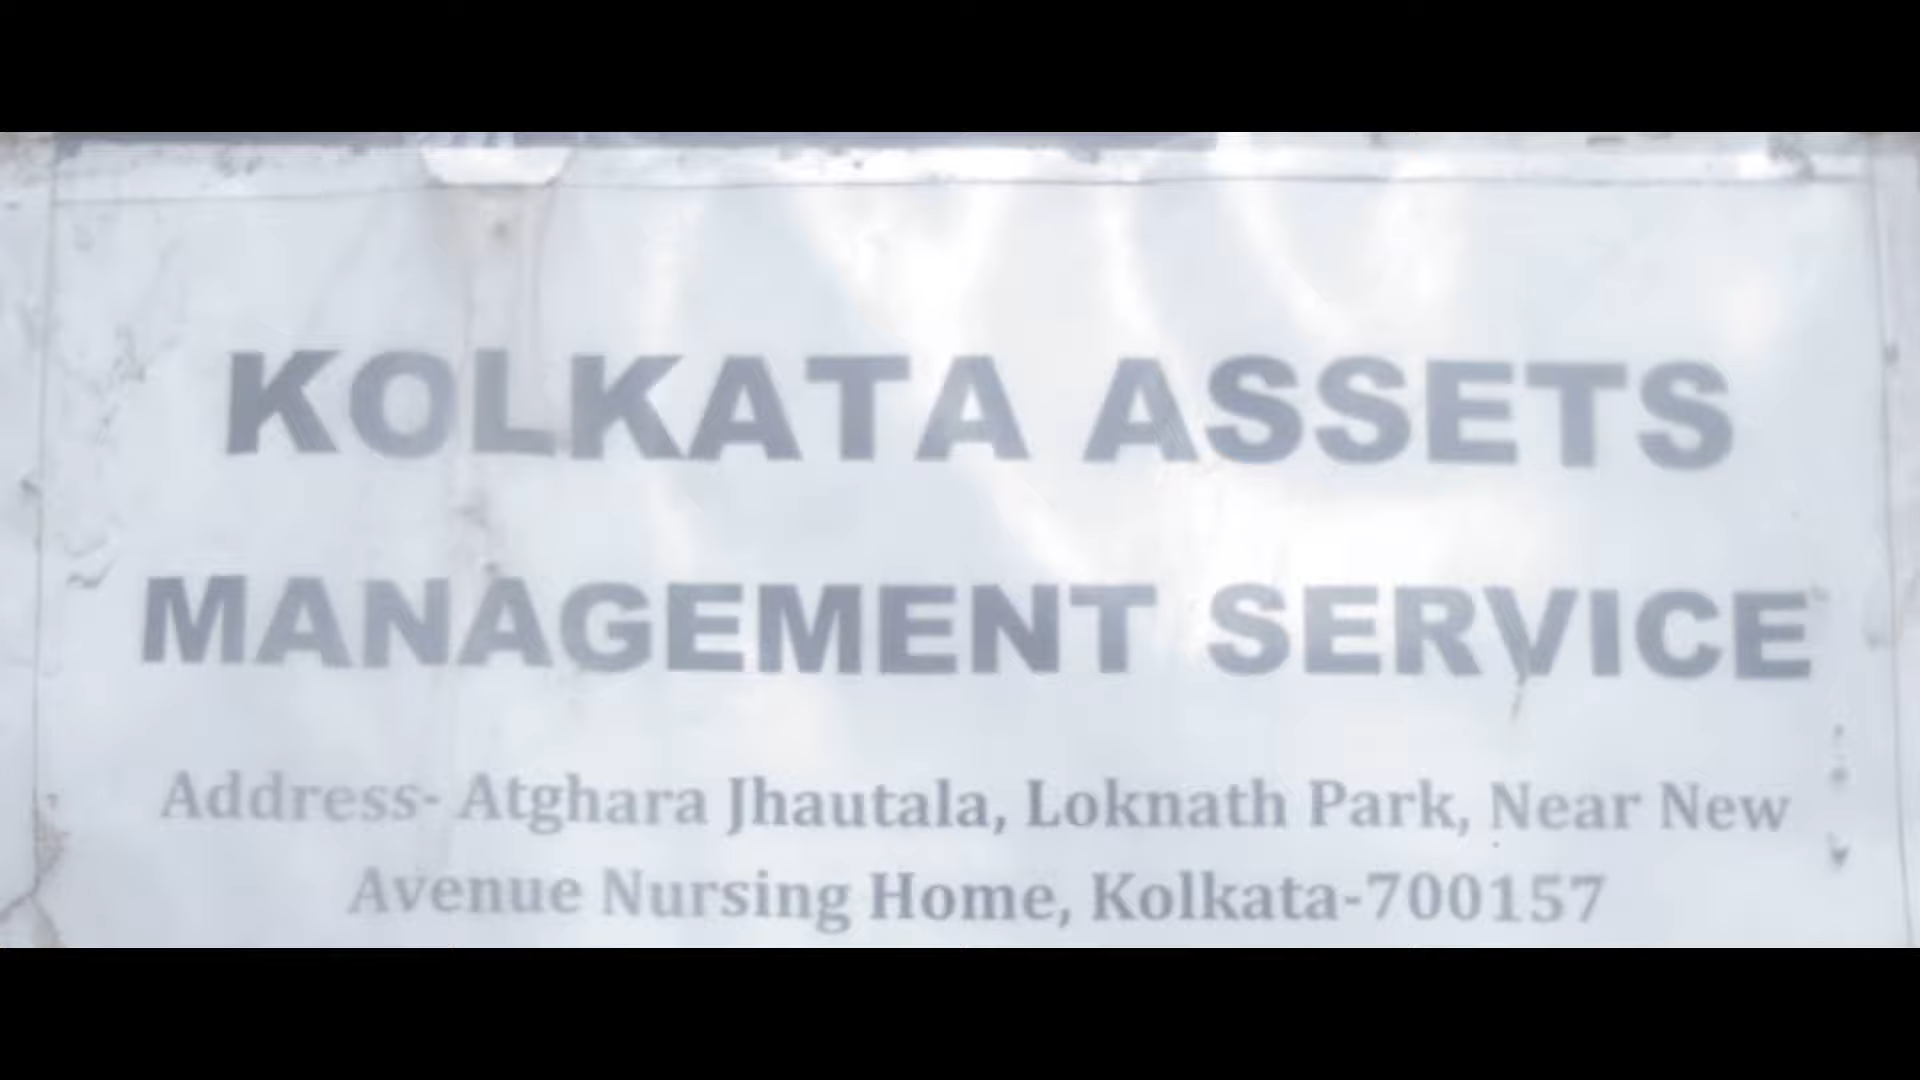 KOLKATA ASSETS
MANAGEMENT SERVICE
Address- Atghara Jhautala, Loknath Park, Near New
Avenue Nursing Home, Kolkata-700157